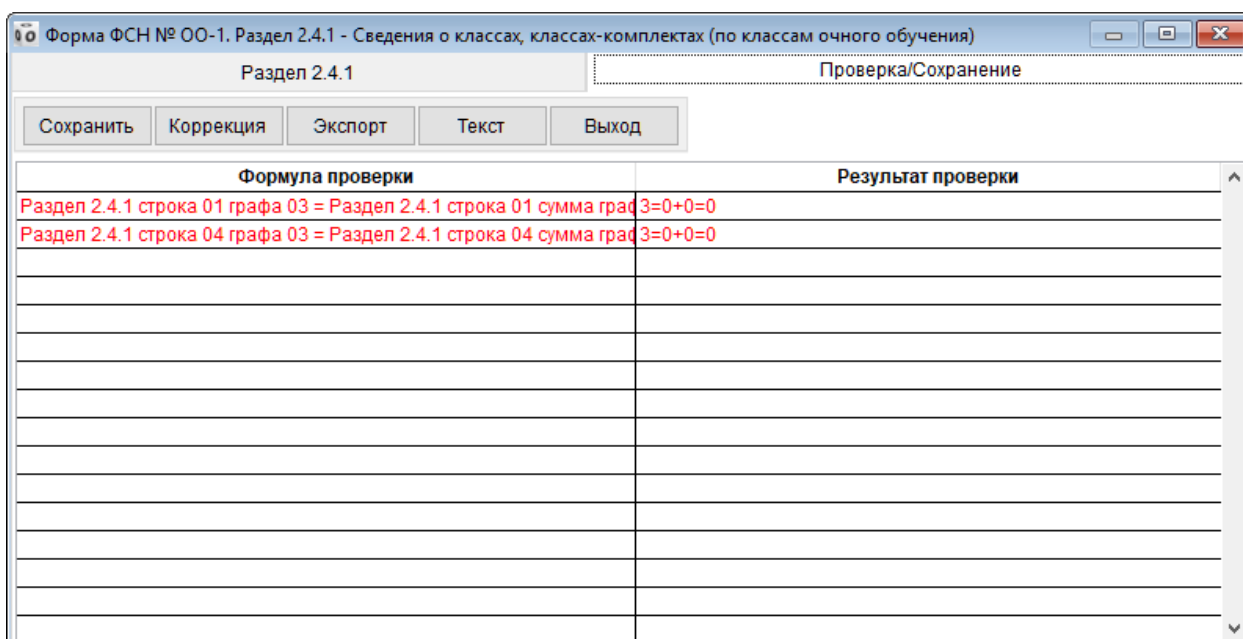 Форма ФСН № ОО-1. Раздел 2.4.1 - Сведения о классах, классах-комплектах (по классам очного обучения)
Раздел 2.4.1 Проверка/Сохранение
Сохранить Коррекция Экспорт Текст Выход
Формула проверки Результат проверки
Раздел 2.4.1 строка 01 графа 03 = Раздел 2.4.1 строка 01 сумма граф 3=0+0=0
Раздел 2.4.1 строка 04 графа 03 = Раздел 2.4.1 строка 04 сумма граф 3=0+0=0